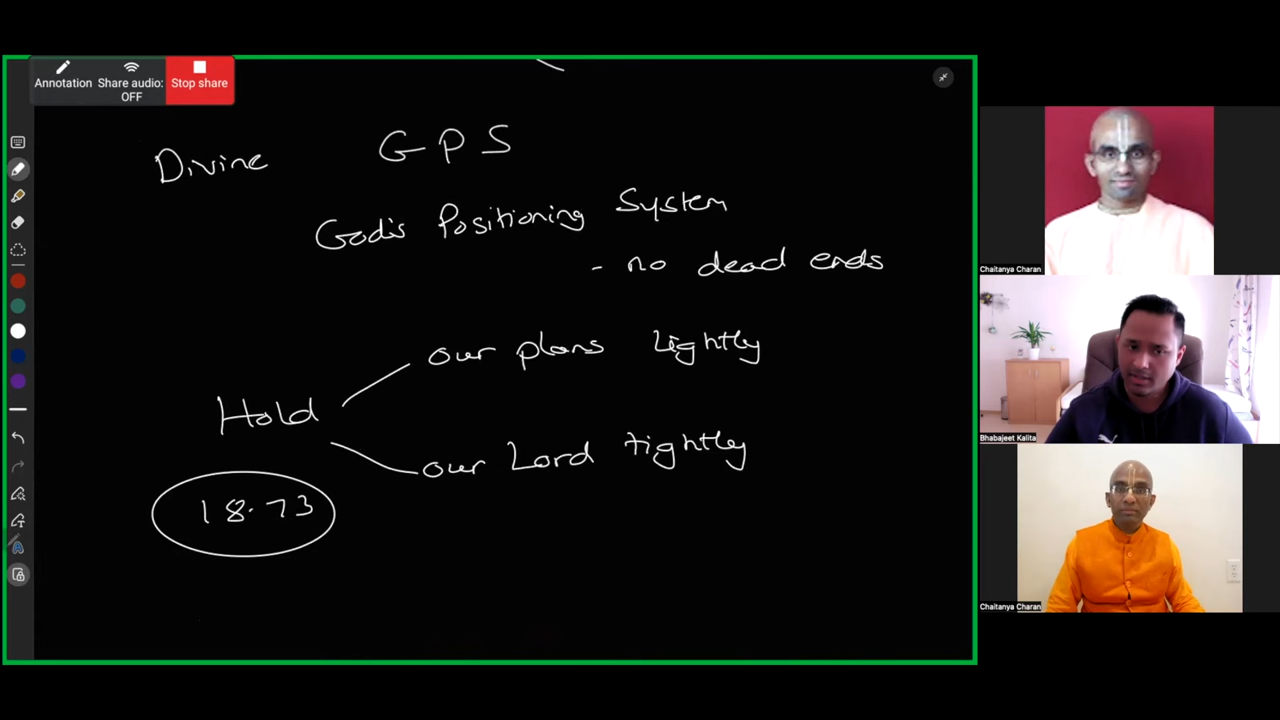 Annotation
Share audio:
OFF
Stop share
Divine GPS
God's Positioning System
- no dead ends
our plans lightly
Hold
our Lord tightly
18.73
Chaitanya Charan
Bhabajeet Kalita
Chaitanya Charan